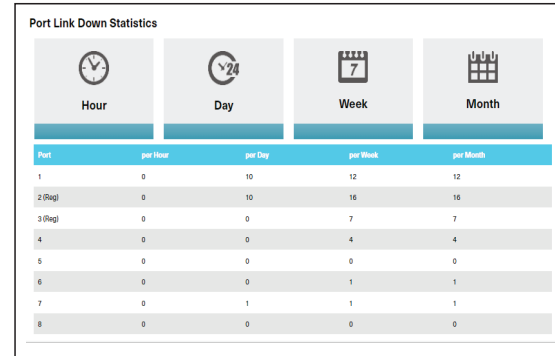 Port Link Down Statistics
24
7
Hour Day Week Month
Port per Hour per Day per Week per Month
1 0 10 12 12
2 (Rag) 0 10 16 16
3 (Rag) 0 0 7 7
4 0 0 4 4
5 0 0 0 0
6 0 0 1 1
7 0 1 1 1
8 0 0 0 0